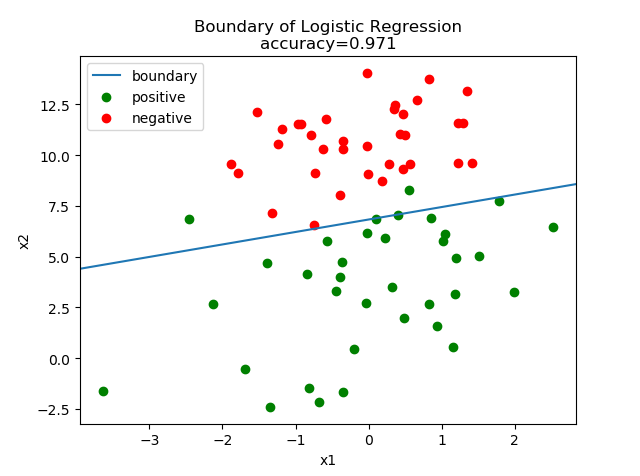 Boundary of Logistic Regression
accuracy=0.971
boundary
positive
negative
12.5
10.0
7.5
5.0
2.5
0.0
−2.5
x2
−3
−2
−1
0
1
2
x1